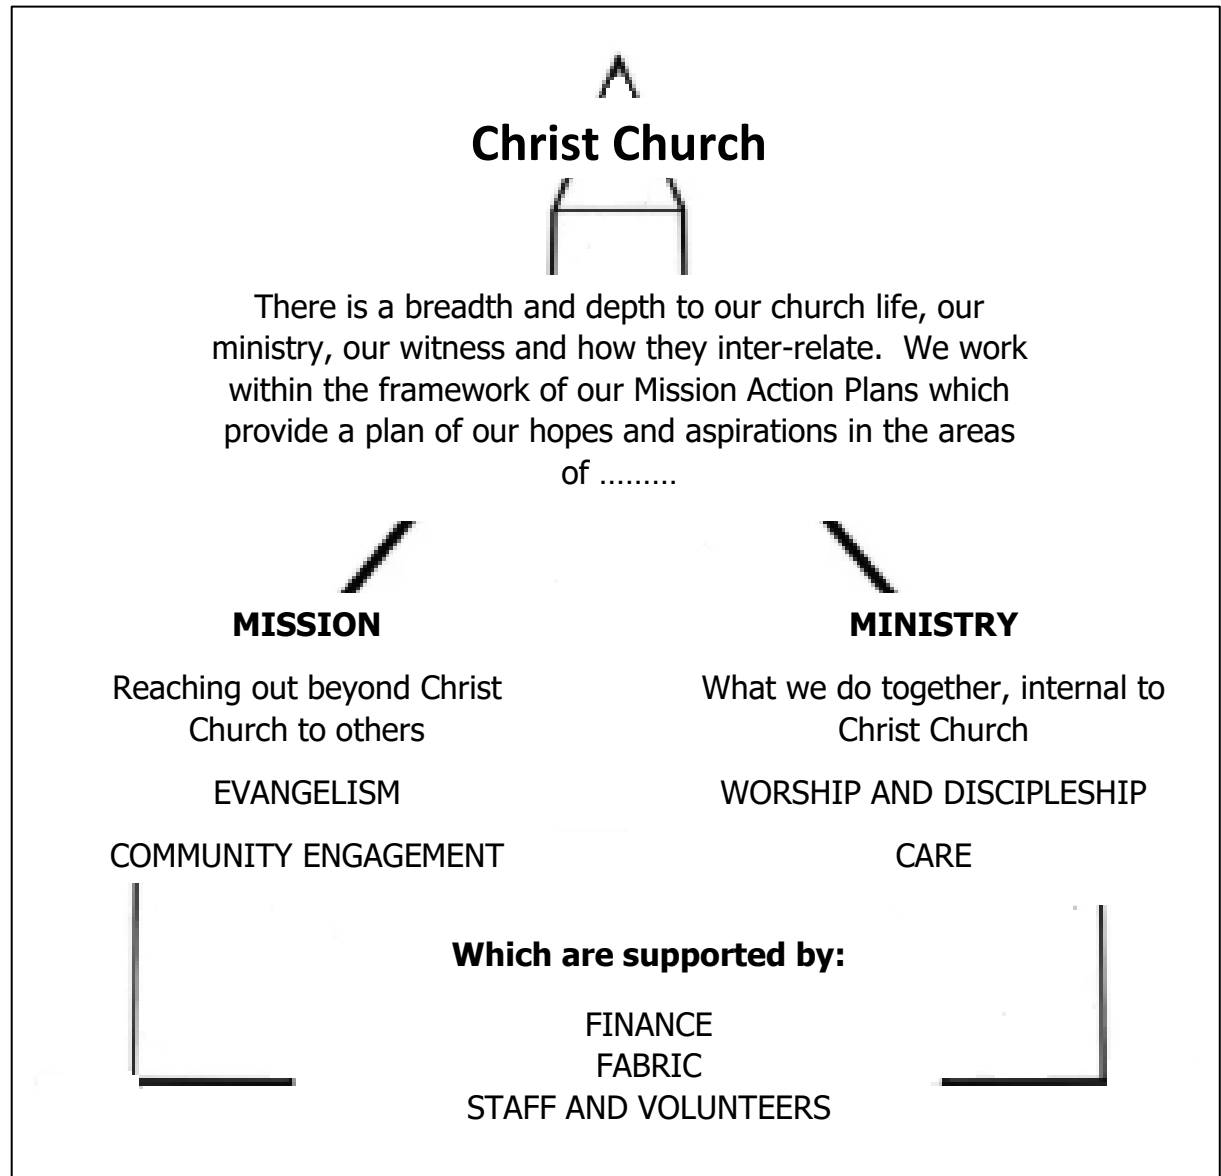 Christ Church
There is a breadth and depth to our church life, our
ministry, our witness and how they inter-relate.  We work
within the framework of our Mission Action Plans which
provide a plan of our hopes and aspirations in the areas
of ………
MISSION
Reaching out beyond Christ
Church to others
EVANGELISM
COMMUNITY ENGAGEMENT
MINISTRY
What we do together, internal to
Christ Church
WORSHIP AND DISCIPLESHIP
CARE
Which are supported by:
FINANCE
FABRIC
STAFF AND VOLUNTEERS